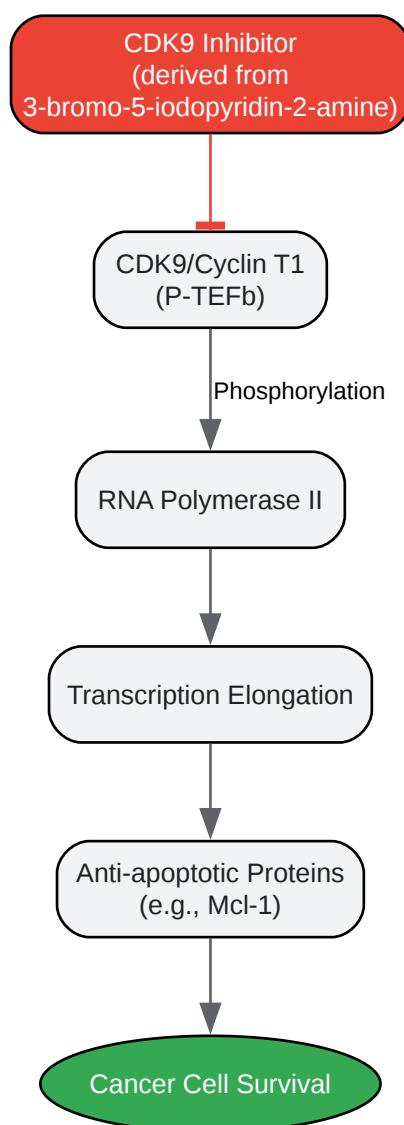 CDK9 Inhibitor
(derived from
3-bromo-5-iodopyridin-2-amine)
CDK9/Cyclin T1
(P-TEFb)
Phosphorylation
RNA Polymerase II
Transcription Elongation
Anti-apoptotic Proteins
(e.g., Mcl-1)
Cancer Cell Survival